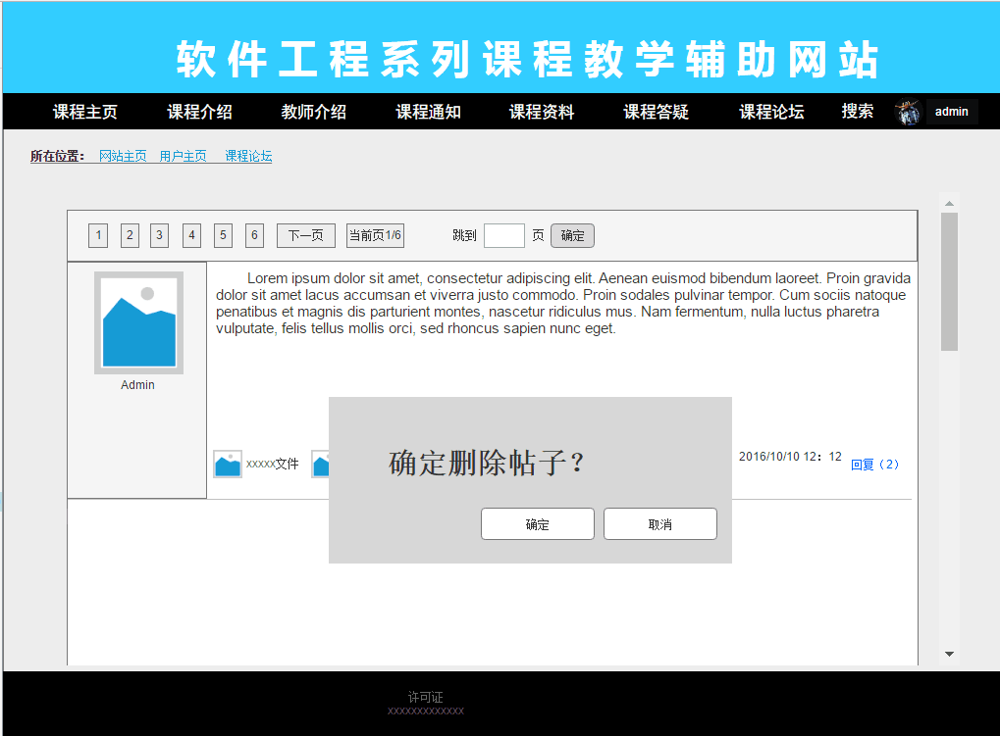 软件工程系列课程教学辅助网站
课程主页 课程介绍 教师介绍 课程通知 课程资料 课程答疑 课程论坛 搜索 admin
所在位置： 网站主页 用户主页 课程论坛
1 2 3 4 5 6 下一页 当前页1/6 跳到 页 确定
Lorem ipsum dolor sit amet, consectetur adipiscing elit. Aenean euismod bibendum laoreet. Proin gravida
dolor sit amet lacus accumsan et viverra justo commodo. Proin sodales pulvinar tempor. Cum sociis natoque
penatibus et magnis dis parturient montes, nascetur ridiculus mus. Nam fermentum, nulla luctus pharetra
vulputate, felis tellus mollis orci, sed rhoncus sapien nunc eget.
Admin
xxxxx文件
2016/10/10 12：12
回复（2）
确定删除帖子？
确定 取消
许可证
xxxxxxxxxxxxx